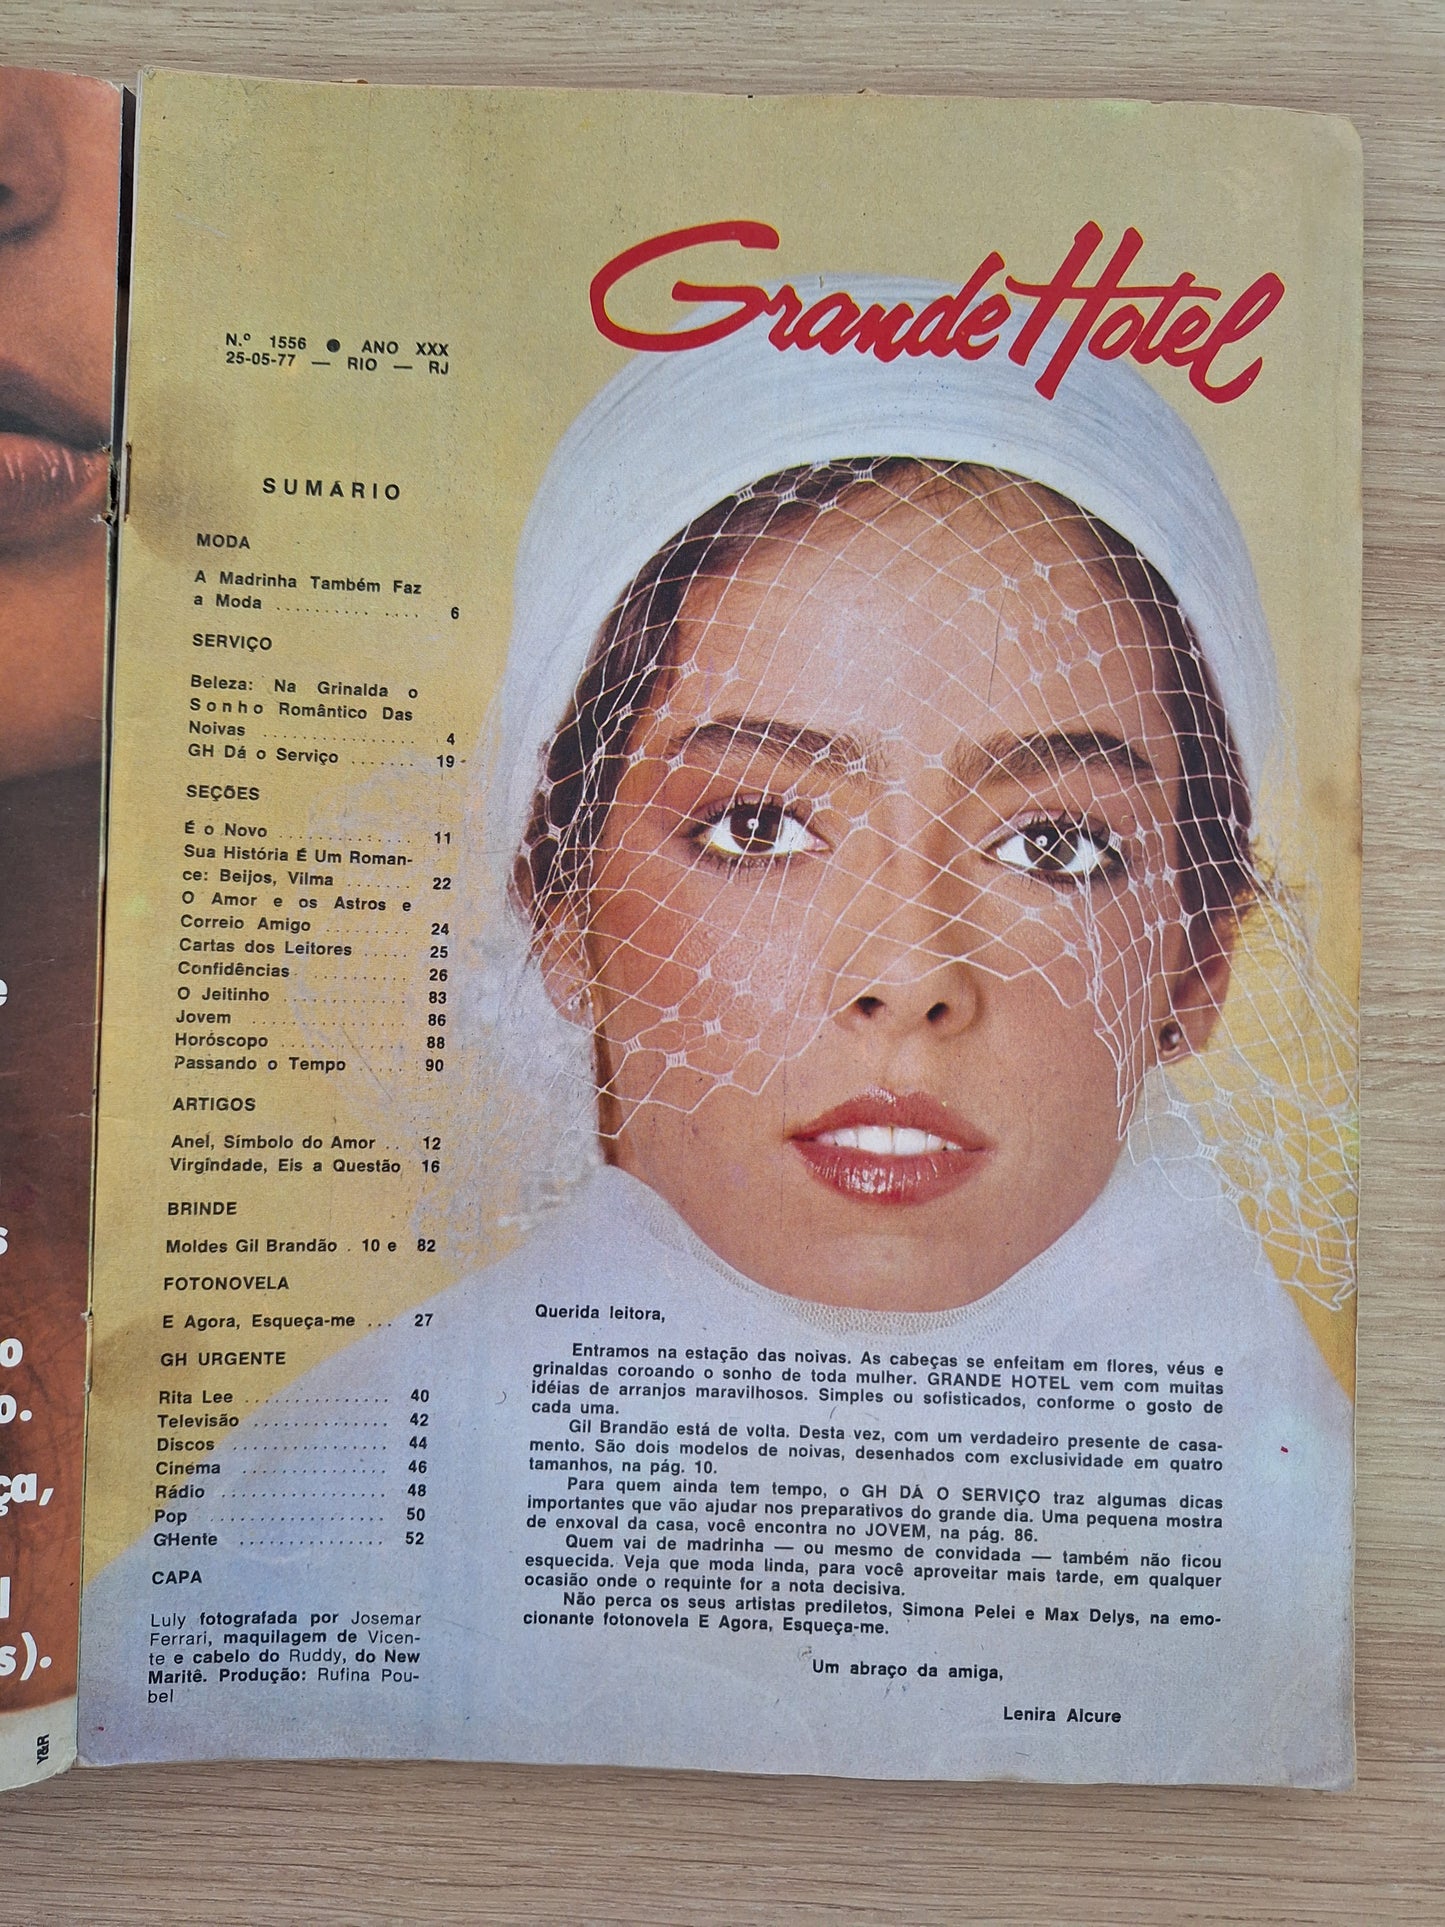 Grande Hotel
N.º 1556 ● ANO XXX
25-05-77 — RIO — RJ
SUMÁRIO
MODA
A Madrinha Também Faz
a Moda .......... .... 6
SERVIÇO
Beleza: Na Grinalda o
Sonho Romântico Das
Noivas ................ 4
GH Dá o Serviço ....... 19
SEÇÕES
É o Novo .............. 11
Sua História É Um Roman-
ce: Beijos, Vilma ....... 22
O Amor e os Astros e
Correio Amigo ......... 24
Cartas dos Leitores ..... 25
Confidências ............ 26
O Jeitinho ............. 83
Jovem ................ 86
Horóscopo ............. 88
Passando o Tempo ..... 90
ARTIGOS
Anel, Símbolo do Amor .. 12
Virgindade, Eis a Questão 16
BRINDE
Moldes Gil Brandão . 10 e 82
FOTONOVELA
E Agora, Esqueça-me ... 27
GH URGENTE
Rita Lee ............... 40
Televisão .............. 42
Discos ................ 44
Cinema ............... 46
Rádio ................. 48
Pop ................... 50
GHente ............... 52
CAPA
Luly fotografada por Josemar
Ferrari, maquilagem de Vicen-
te e cabelo do Ruddy, do New
Maritê. Produção: Rufina Pou-
bel
Querida leitora,
Entramos na estação das noivas. As cabeças se enfeitam em flores, véus e
grinaldas coroando o sonho de toda mulher. GRANDE HOTEL vem com muitas
idéias de arranjos maravilhosos. Simples ou sofisticados, conforme o gosto de
cada uma.
Gil Brandão está de volta. Desta vez, com um verdadeiro presente de casa-
mento. São dois modelos de noivas, desenhados com exclusividade em quatro
tamanhos, na pág. 10.
Para quem ainda tem tempo, o GH DÁ O SERVIÇO traz algumas dicas
importantes que vão ajudar nos preparativos do grande dia. Uma pequena mostra
de enxoval da casa, você encontra no JOVEM, na pág. 86.
Quem vai de madrinha — ou mesmo de convidada — também não ficou
esquecida. Veja que moda linda, para você aproveitar mais tarde, em qualquer
ocasião onde o requinte for a nota decisiva.
Não perca os seus artistas prediletos, Simona Pelei e Max Delys, na emo-
cionante fotonovela E Agora, Esqueça-me.
Um abraço da amiga,
Lenira Alcure
Y&R